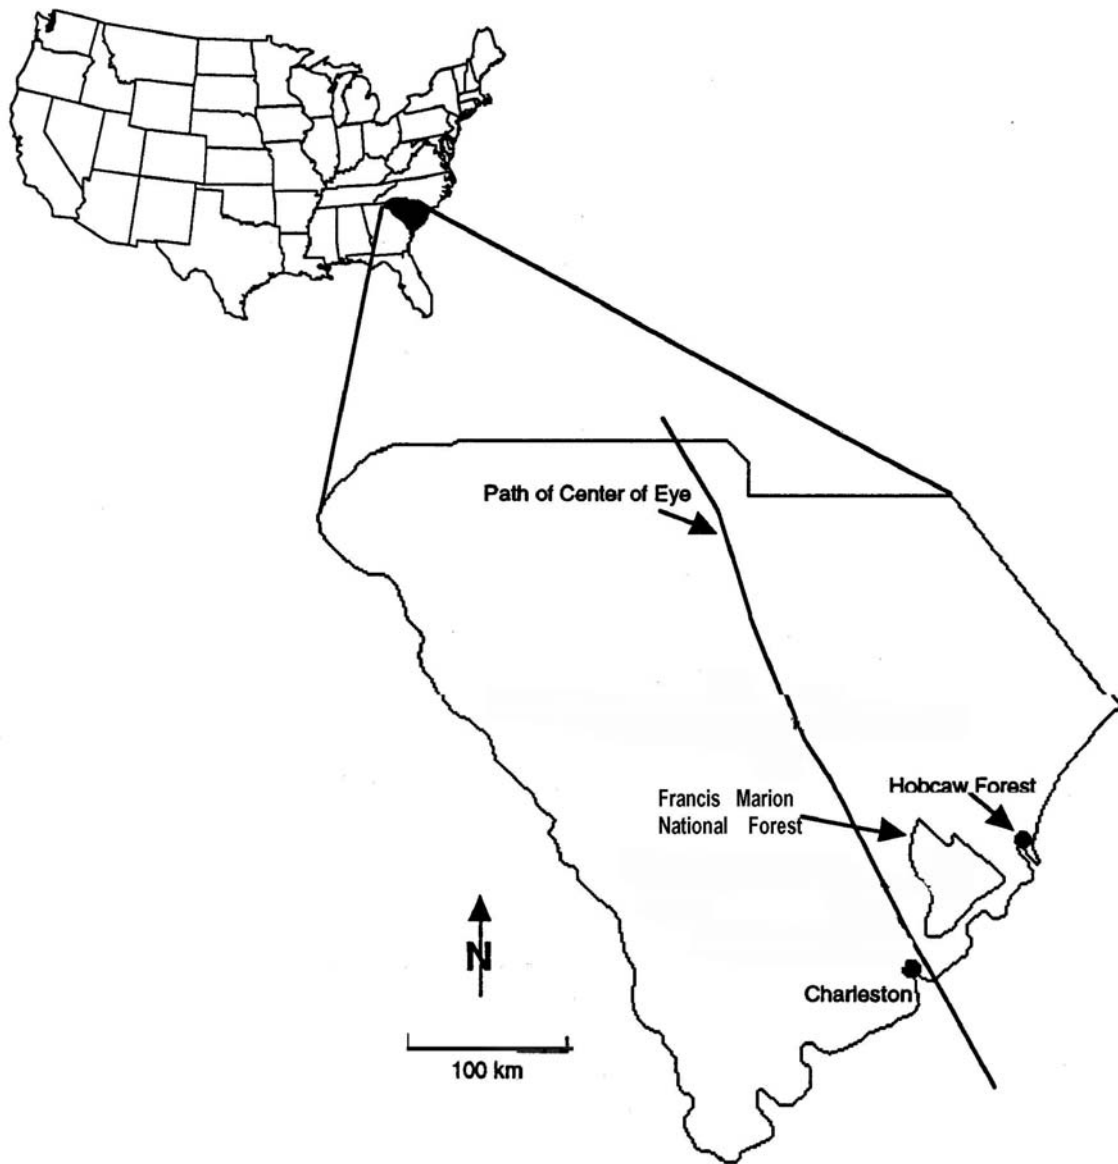 Path of Center of Eye
Hobcaw Forest
Francis Marion
National Forest
N
Charleston
100 km